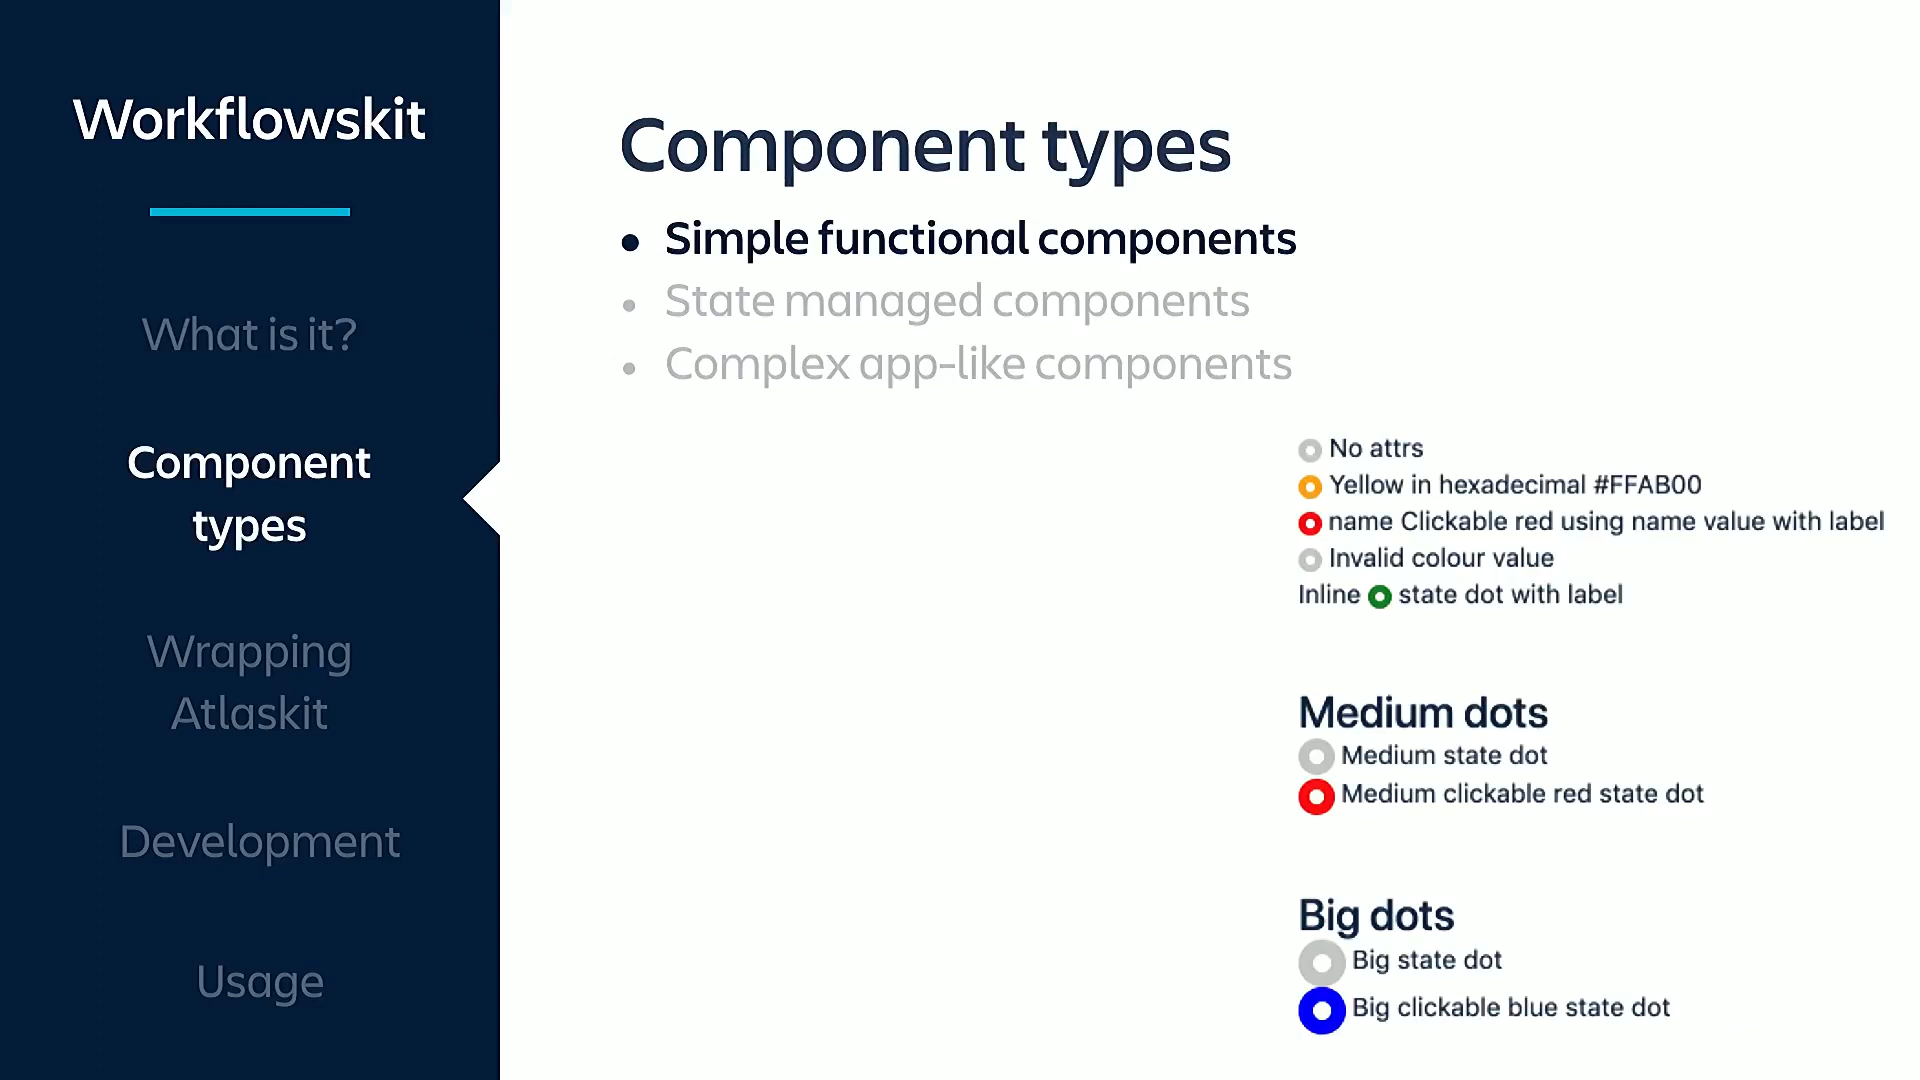 Workflowskit
What is it?
Component
types
Wrapping
Atlaskit
Development
Usage
Component types
• Simple functional components
• State managed components
• Complex app-like components
No attrs
Yellow in hexadecimal #FFAB00
name Clickable red using name value with label
Invalid colour value
Inline state dot with label
Medium dots
Medium state dot
Medium clickable red state dot
Big dots
Big state dot
Big clickable blue state dot